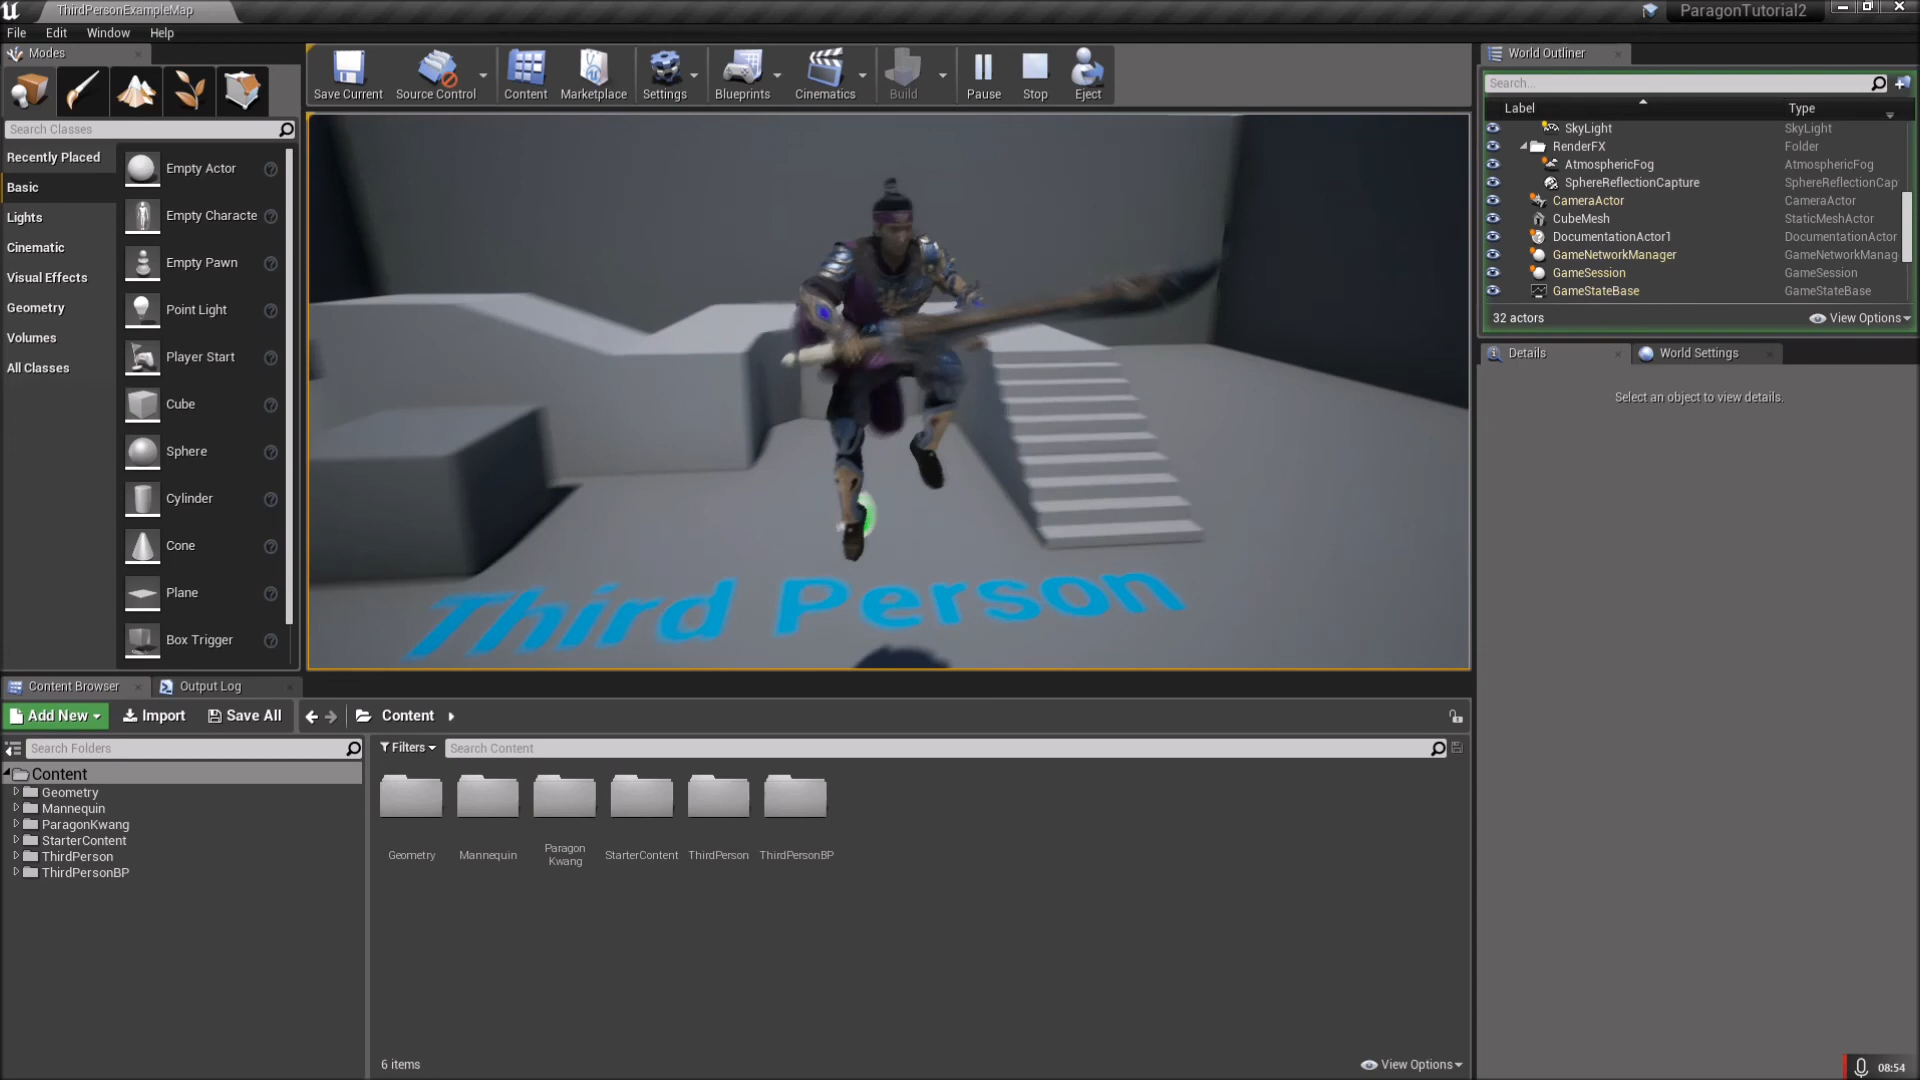 ThirdPersonExampleMap
ParagonTutorial2
File Edit Window Help
Modes
Save Current
Source Control
Content
Marketplace
Settings
Blueprints
Cinematics
Build
Pause
Stop
Eject
Search Classes
Recently Placed
Basic
Lights
Cinematic
Visual Effects
Geometry
Volumes
All Classes
Empty Actor
Empty Characte
Empty Pawn
Point Light
Player Start
Cube
Sphere
Cylinder
Cone
Plane
Box Trigger
Third Person
World Outliner
Search...
Label Type
SkyLight SkyLight
RenderFX Folder
AtmosphericFog AtmosphericFog
SphereReflectionCapture SphereReflectionCap
CameraActor CameraActor
CubeMesh StaticMeshActor
DocumentationActor1 DocumentationActor
GameNetworkManager GameNetworkManag
GameSession GameSession
GameStateBase GameStateBase
32 actors View Options
Details World Settings
Select an object to view details.
Content Browser Output Log
Add New Import Save All Content
Search Folders
Content
Geometry
Mannequin
ParagonKwang
StarterContent
ThirdPerson
ThirdPersonBP
Filters Search Content
Geometry
Mannequin
Paragon
Kwang
StarterContent
ThirdPerson
ThirdPersonBP
6 items View Options
08:54